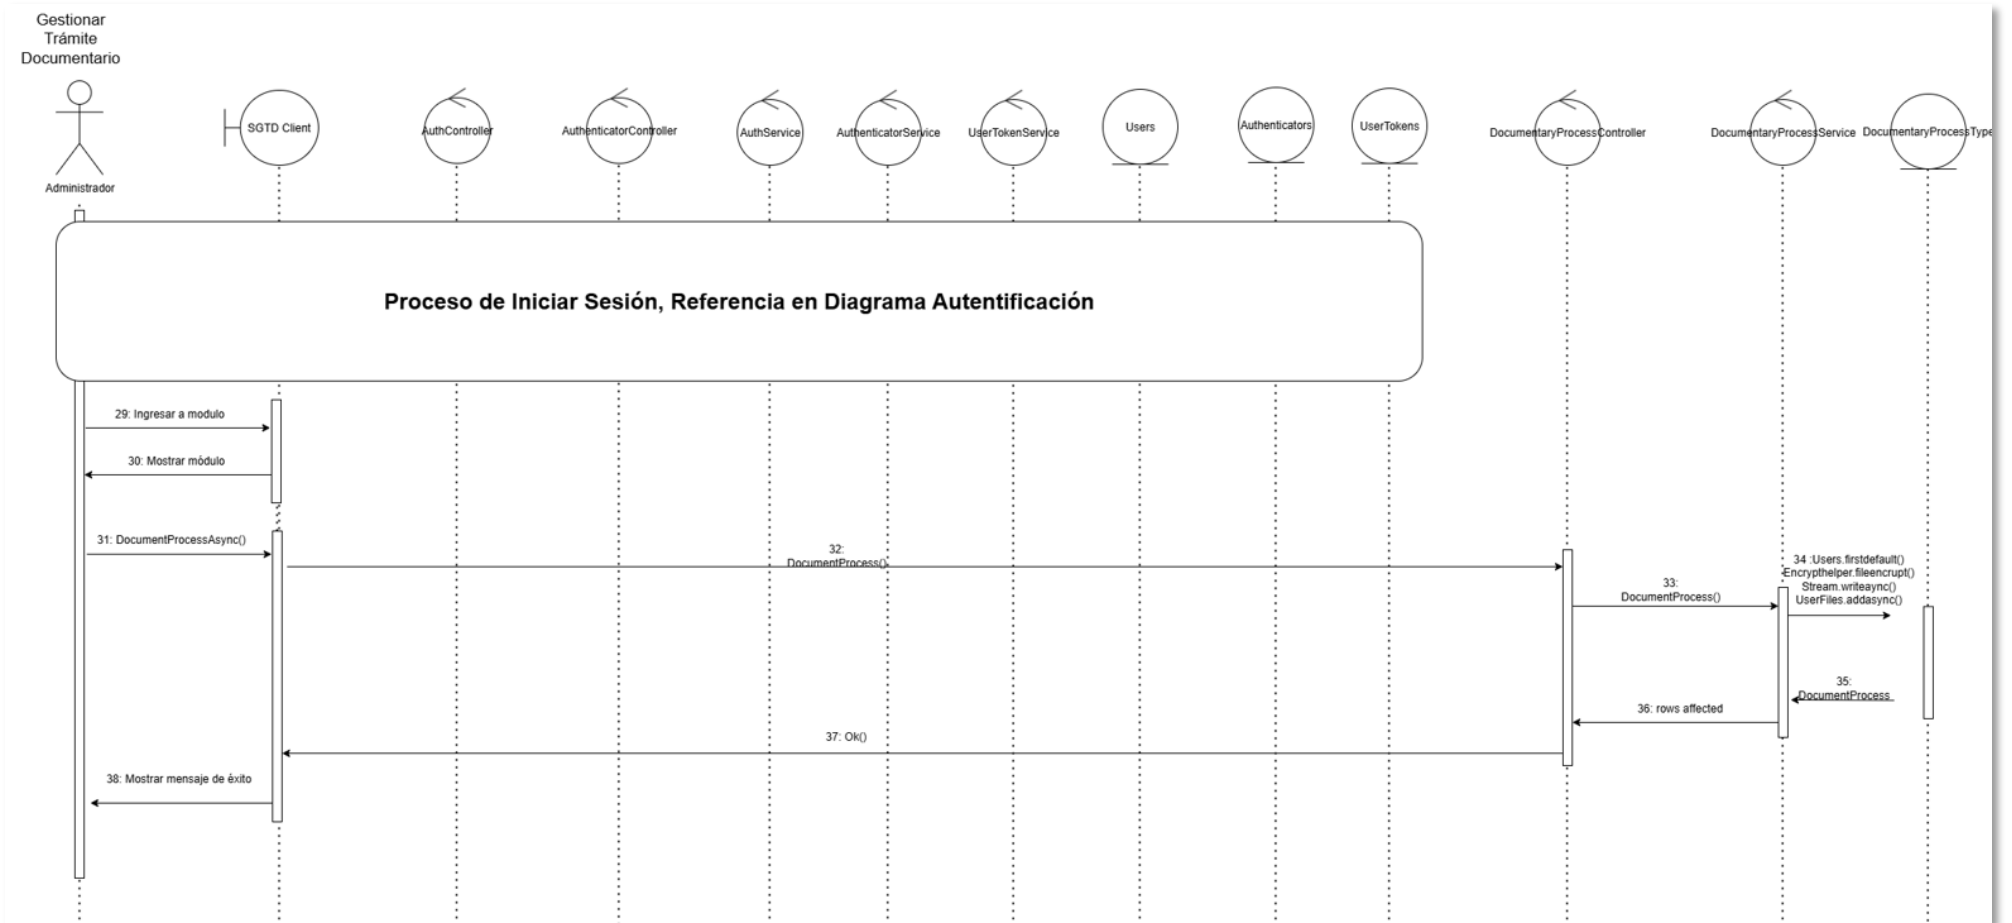 Gestionar
Trámite
Documentario
SGTD Client
AuthController
AuthenticatorController
AuthService
AuthenticatorService
UserTokenService
Users
Authenticators
UserTokens
DocumentaryProcessController
DocumentaryProcessService
DocumentaryProcessType
Administrador
Proceso de Iniciar Sesión, Referencia en Diagrama Autentificación
29: Ingresar a modulo
30: Mostrar módulo
31: DocumentProcessAsync()
32:
DocumentProcess()
33:
DocumentProcess()
34 :Users.firstdefault()
Encrypthelper.fileencrupt()
Stream.writeaync()
UserFiles.addasync()
35:
DocumentProcess
36: rows affected
37: Ok()
38: Mostrar mensaje de éxito